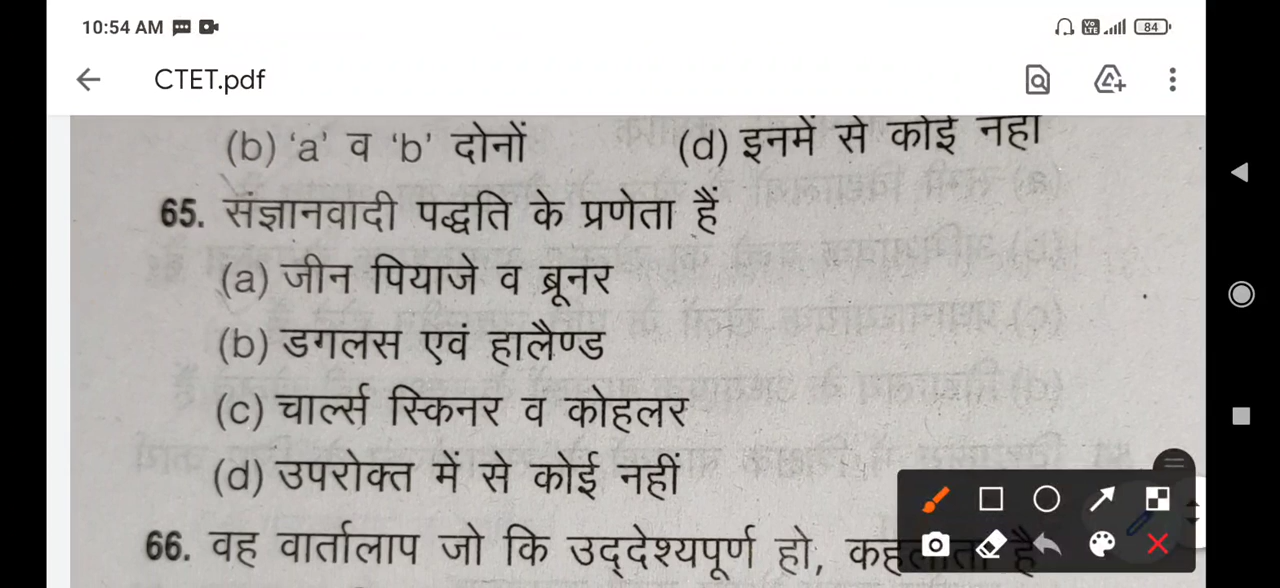 10:54 AM
84
CTET.pdf
(b) 'a' व 'b' दोनों (d) इनमें से कोई नहीं
65. संज्ञानवादी पद्धति के प्रणेता हैं
(a) जीन पियाजे व ब्रूनर
(b) डगलस एवं हालैण्ड
(c) चार्ल्स स्किनर व कोहलर
(d) उपरोक्त में से कोई नहीं
66. वह वार्तालाप जो कि उद्देश्यपूर्ण हो, कहलाता है